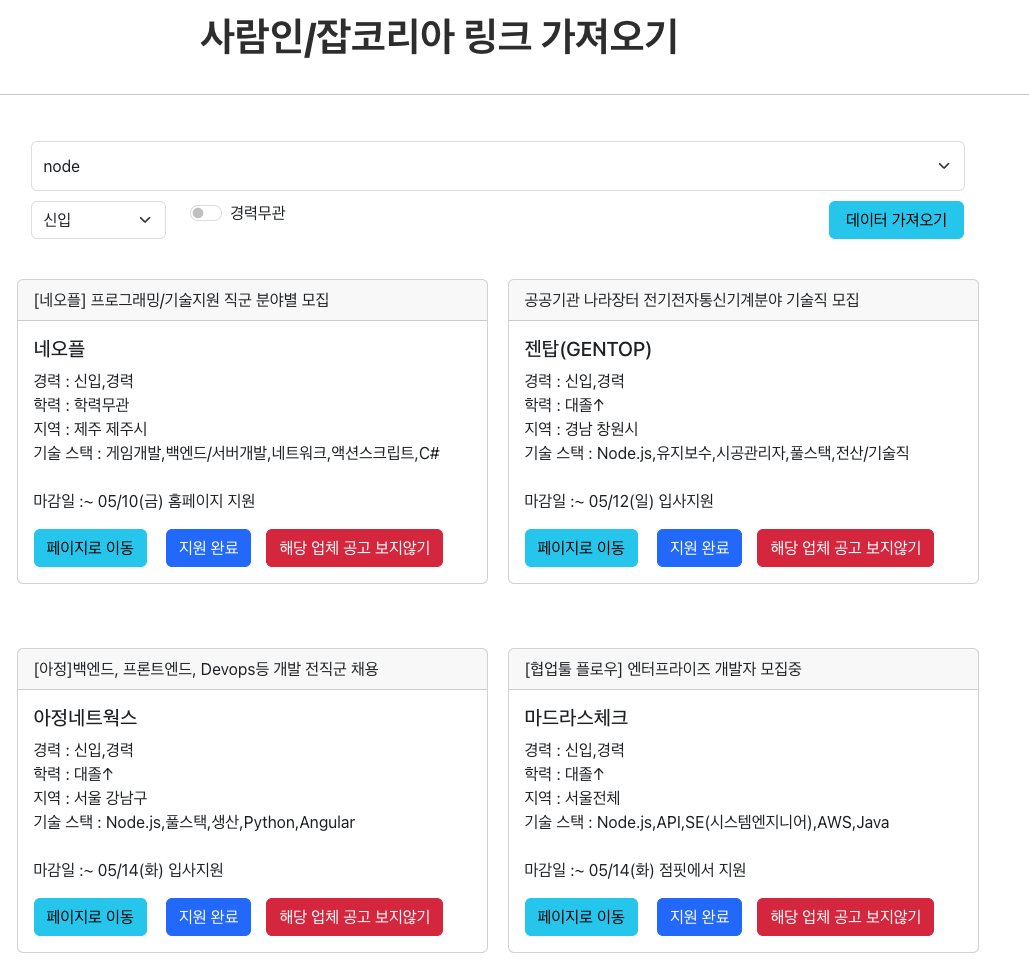 사람인/잡코리아 링크 가져오기
node
신입
경력무관
데이터 가져오기
[네오플] 프로그래밍/기술지원 직군 분야별 모집
네오플
경력 : 신입,경력
학력 : 학력무관
지역 : 제주 제주시
기술 스택 : 게임개발,백엔드/서버개발,네트워크,액션스크립트,C#
마감일 :~ 05/10(금) 홈페이지 지원
페이지로 이동 지원 완료 해당 업체 공고 보지않기
공공기관 나라장터 전기전자통신기계분야 기술직 모집
젠탑(GENTOP)
경력 : 신입,경력
학력 : 대졸↑
지역 : 경남 창원시
기술 스택 : Node.js,유지보수,시공관리자,풀스택,전산/기술직
마감일 :~ 05/12(일) 입사지원
페이지로 이동 지원 완료 해당 업체 공고 보지않기
[아정]백엔드, 프론트엔드, Devops등 개발 전직군 채용
아정네트웍스
경력 : 신입,경력
학력 : 대졸↑
지역 : 서울 강남구
기술 스택 : Node.js,풀스택,생산,Python,Angular
마감일 :~ 05/14(화) 입사지원
페이지로 이동 지원 완료 해당 업체 공고 보지않기
[협업툴 플로우] 엔터프라이즈 개발자 모집중
마드라스체크
경력 : 신입,경력
학력 : 대졸↑
지역 : 서울전체
기술 스택 : Node.js,API,SE(시스템엔지니어),AWS,Java
마감일 :~ 05/14(화) 점핏에서 지원
페이지로 이동 지원 완료 해당 업체 공고 보지않기